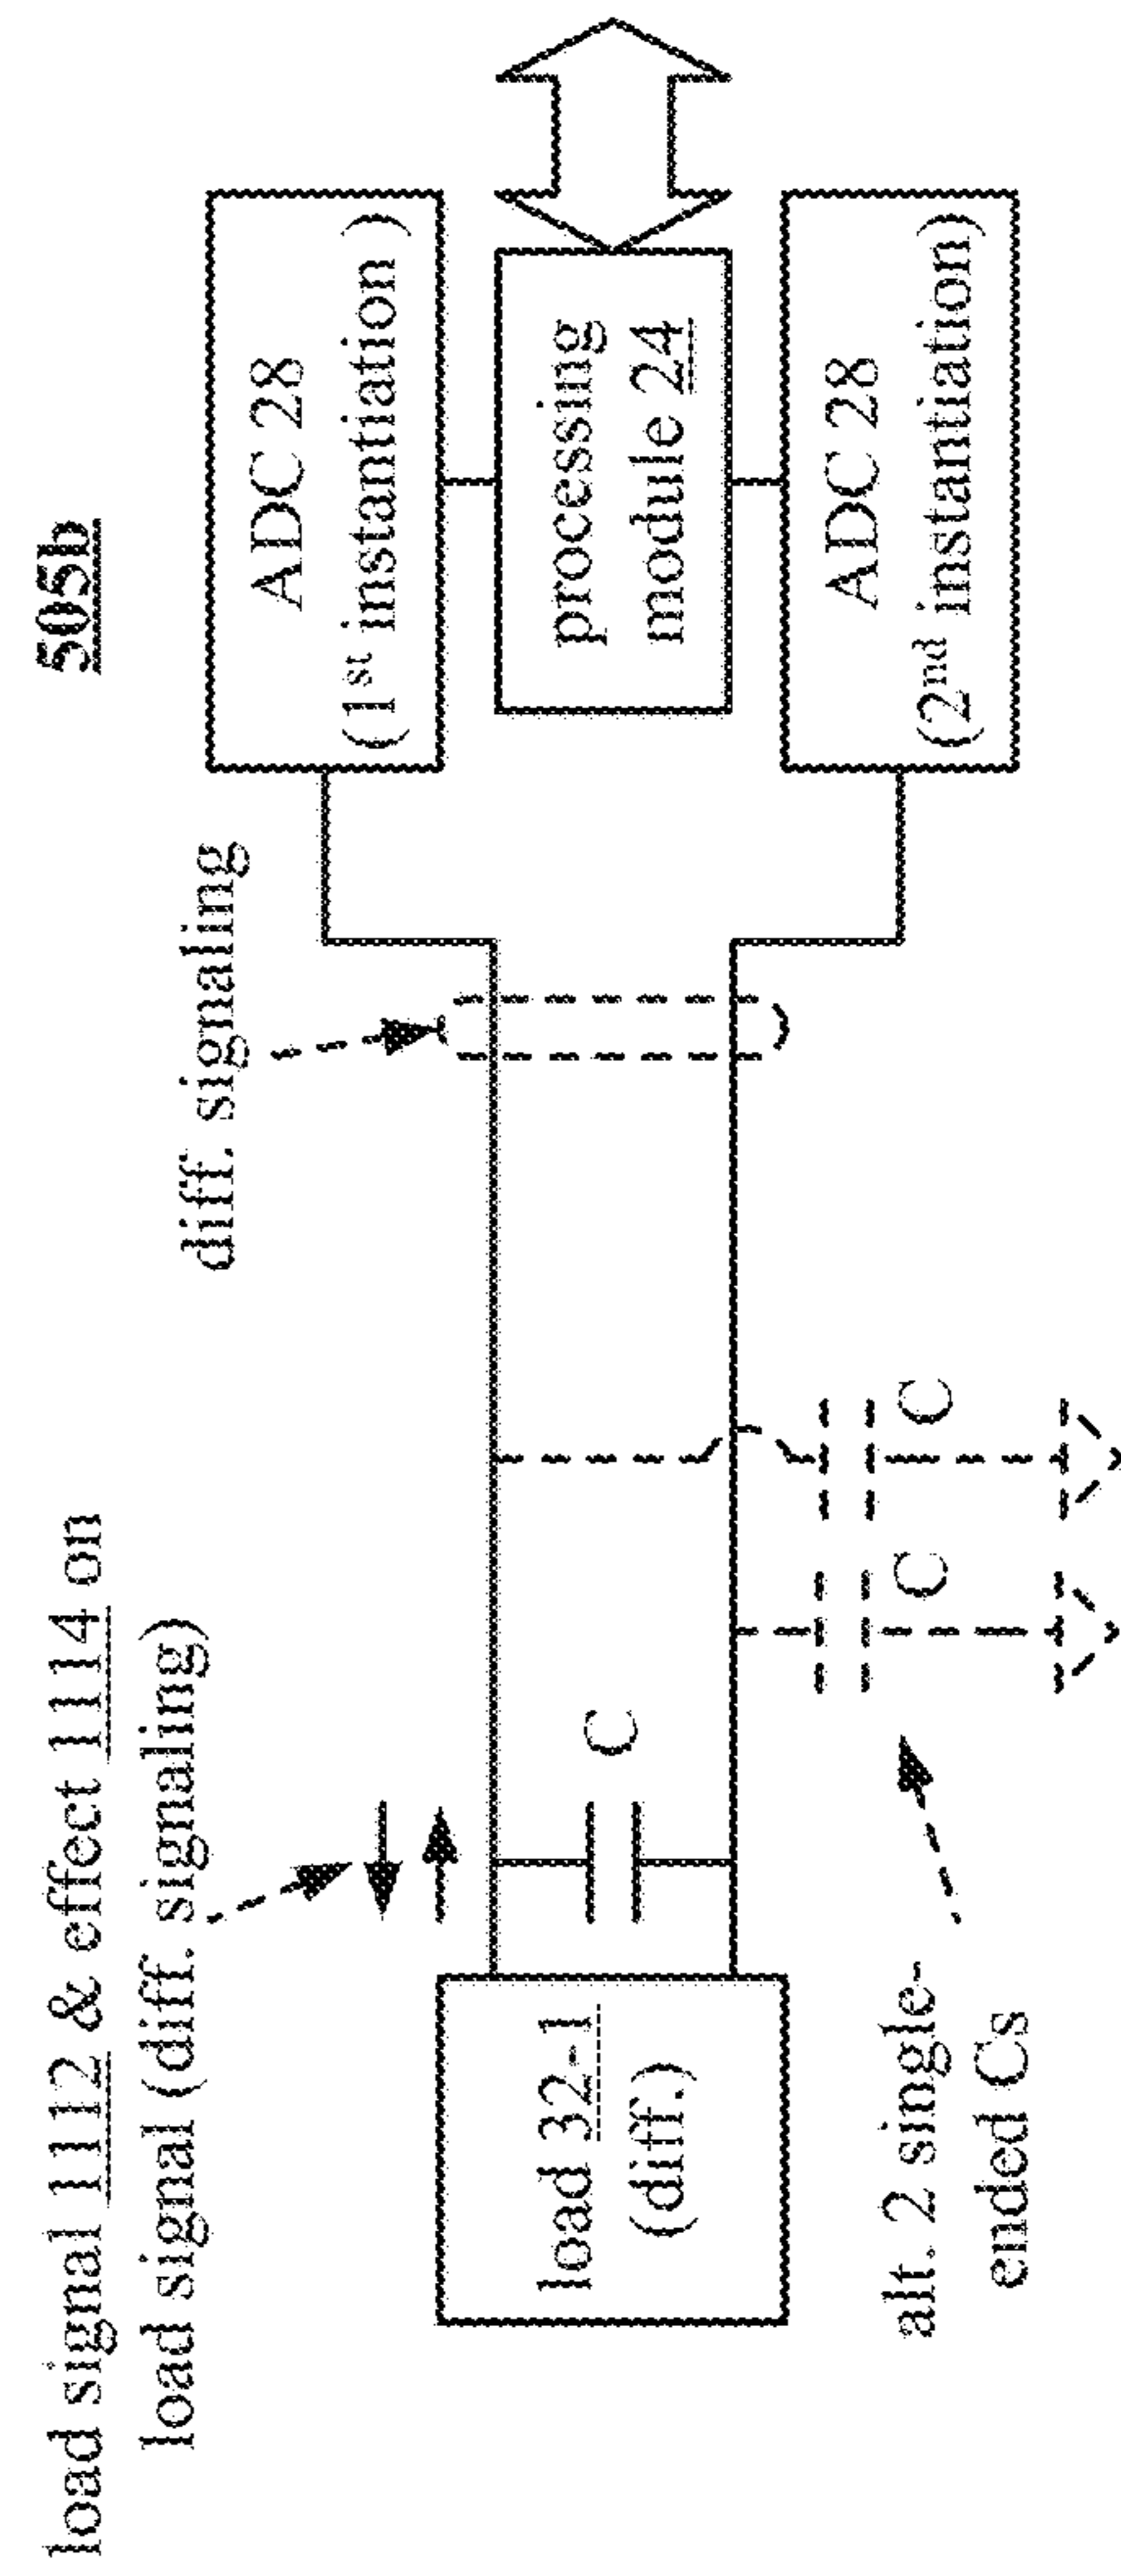 505b
load signal 1112 & effect 1114 on
load signal (diff. signaling)
diff. signaling
ADC 28
(1st instantiation )
load 32-1
(diff.)
C
processing
module 24
C
C
alt. 2 single-
ended Cs
ADC 28
(2nd instantiation)